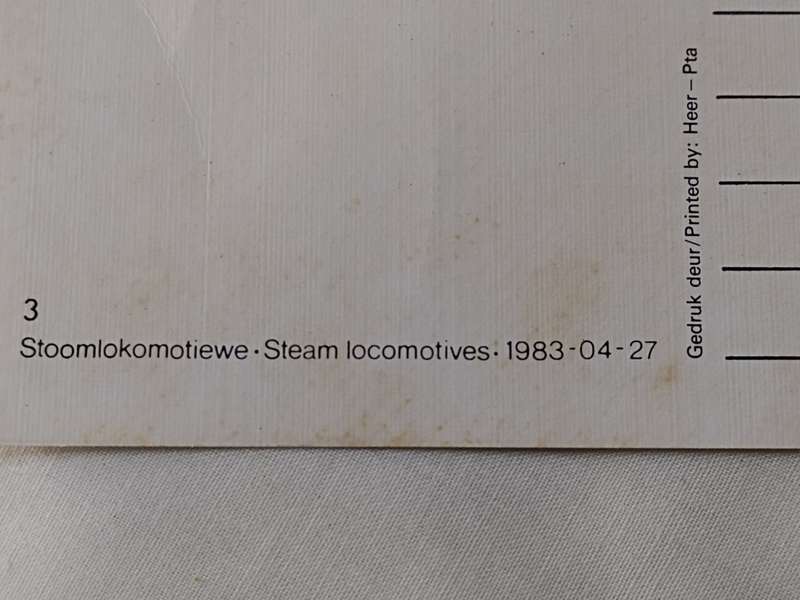 3
Stoomlokomotiewe · Steam locomotives · 1983-04-27
Gedruk deur/Printed by: Heer – Pta